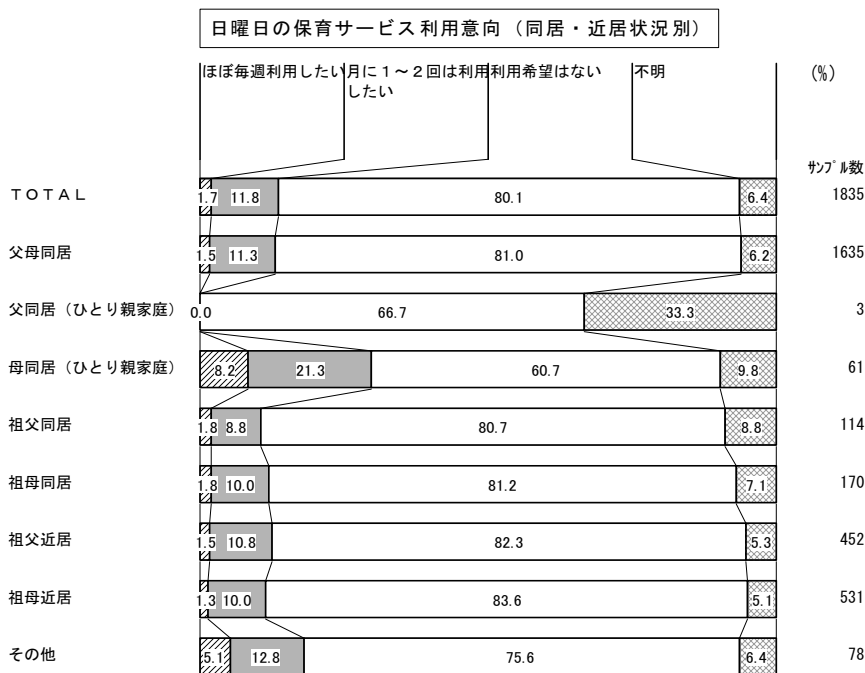 日曜日の保育サービス利用意向（同居・近居状況別）
ほぼ毎週利用したい 月に１～２回は利用 利用希望はない 不明 (%)
したい
ｻﾝﾌﾟﾙ数
ＴＯＴＡＬ 1.7 11.8 80.1 6.4 1835
父母同居 1.5 11.3 81.0 6.2 1635
父同居（ひとり親家庭） 0.0 66.7 33.3 3
母同居（ひとり親家庭） 8.2 21.3 60.7 9.8 61
祖父同居 1.8 8.8 80.7 8.8 114
祖母同居 1.8 10.0 81.2 7.1 170
祖父近居 1.5 10.8 82.3 5.3 452
祖母近居 1.3 10.0 83.6 5.1 531
その他 5.1 12.8 75.6 6.4 78